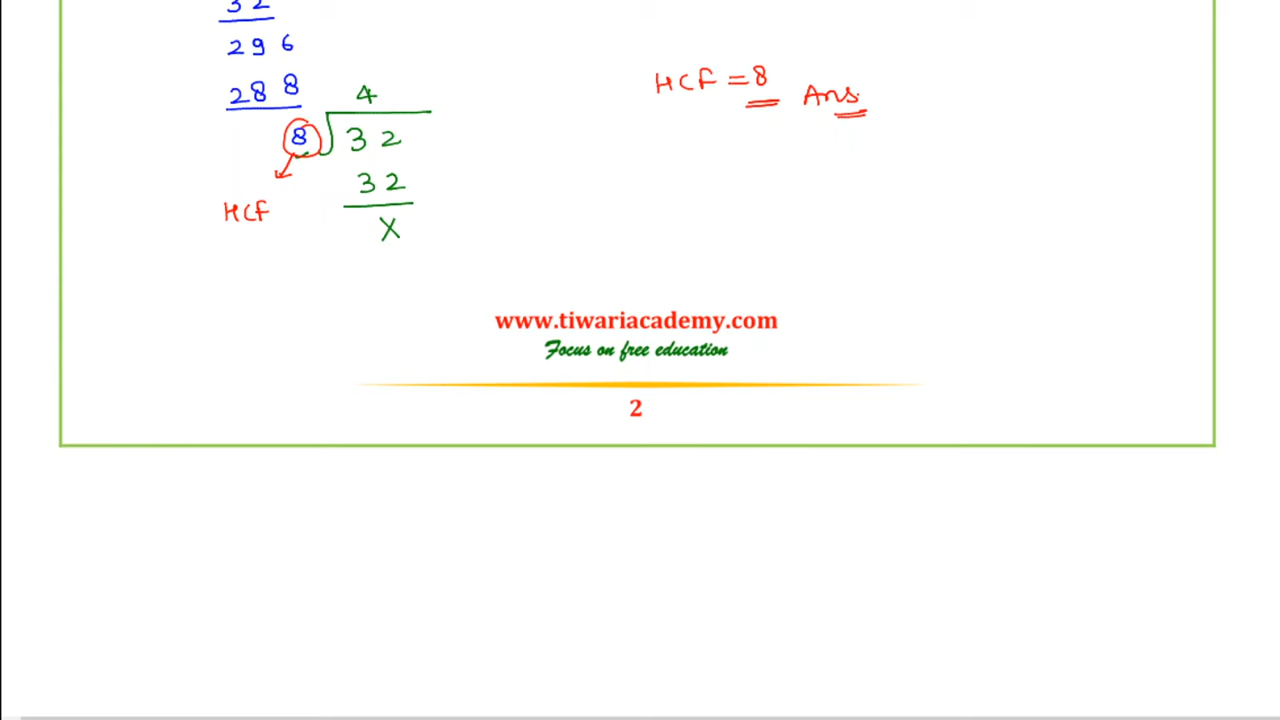 32
296
288
4
8) 32
32
X
HCF
HCF = 8 Ans.
www.tiwariacademy.com
Focus on free education
2